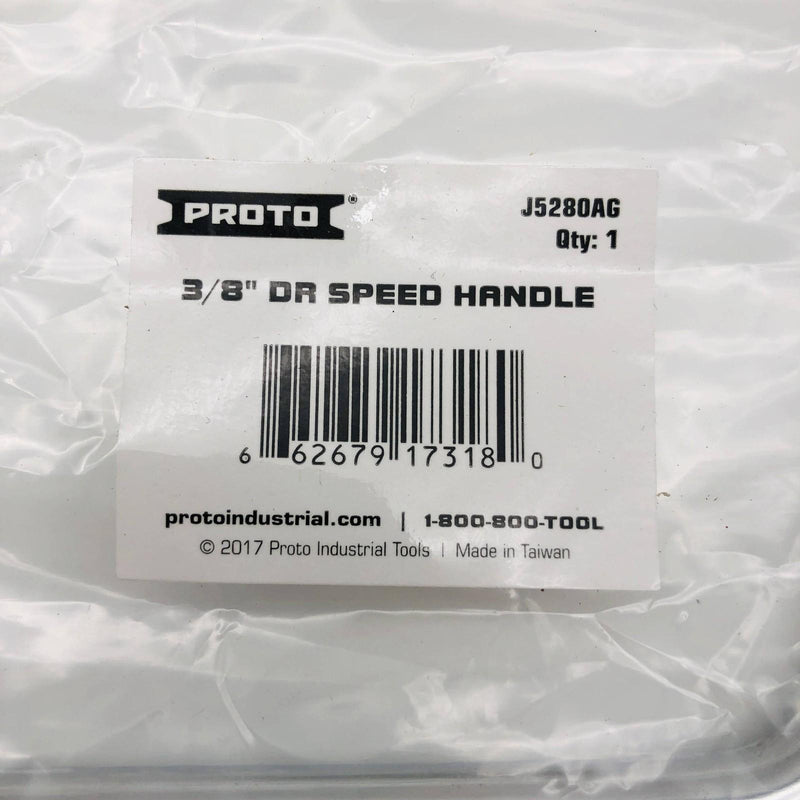 PROTO®
J5280AG
Qty: 1
3/8" DR SPEED HANDLE
6 62679 17318 0
protoindustrial.com | 1-800-800-TOOL
© 2017 Proto Industrial Tools | Made in Taiwan